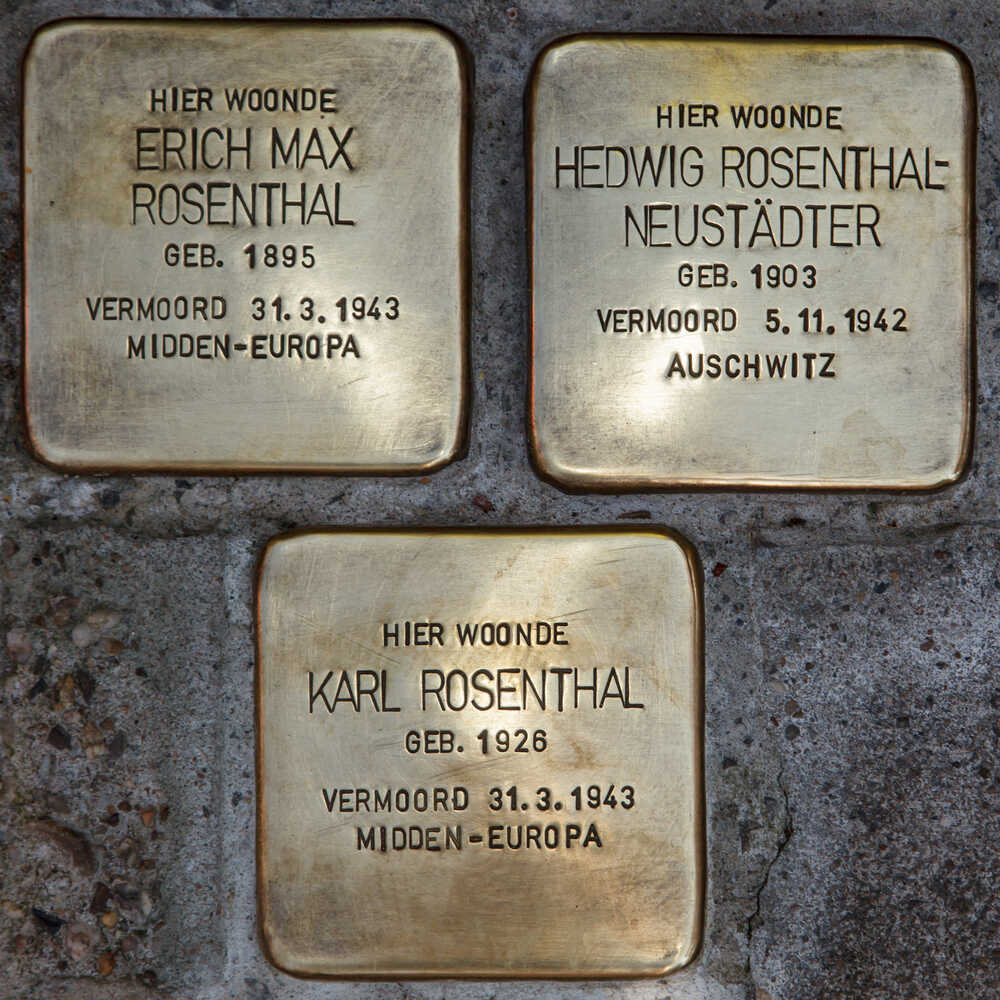 HIER WOONDE
ERICH MAX
ROSENTHAL
GEB. 1895
VERMOORD 31.3.1943
MIDDEN-EUROPA
HIER WOONDE
HEDWIG ROSENTHAL-
NEUSTÄDTER
GEB. 1903
VERMOORD 5.11.1942
AUSCHWITZ
HIER WOONDE
KARL ROSENTHAL
GEB. 1926
VERMOORD 31.3.1943
MIDDEN-EUROPA